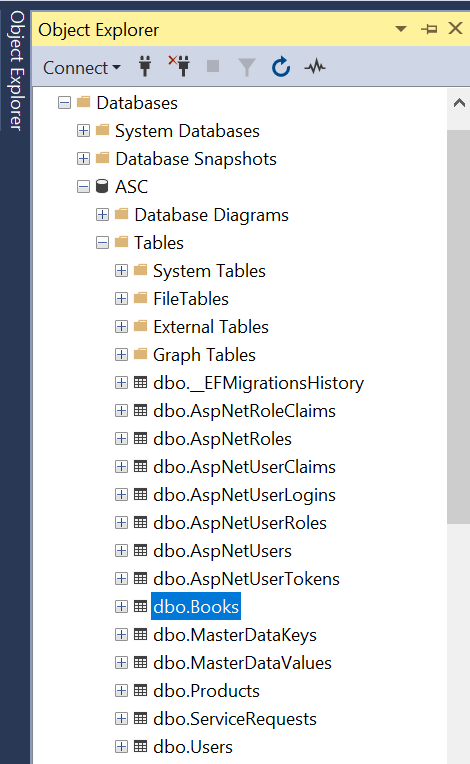 Object Explorer
Object Explorer
Connect
Databases
System Databases
Database Snapshots
ASC
Database Diagrams
Tables
System Tables
FileTables
External Tables
Graph Tables
dbo.__EFMigrationsHistory
dbo.AspNetRoleClaims
dbo.AspNetRoles
dbo.AspNetUserClaims
dbo.AspNetUserLogins
dbo.AspNetUserRoles
dbo.AspNetUsers
dbo.AspNetUserTokens
dbo.Books
dbo.MasterDataKeys
dbo.MasterDataValues
dbo.Products
dbo.ServiceRequests
dbo.Users